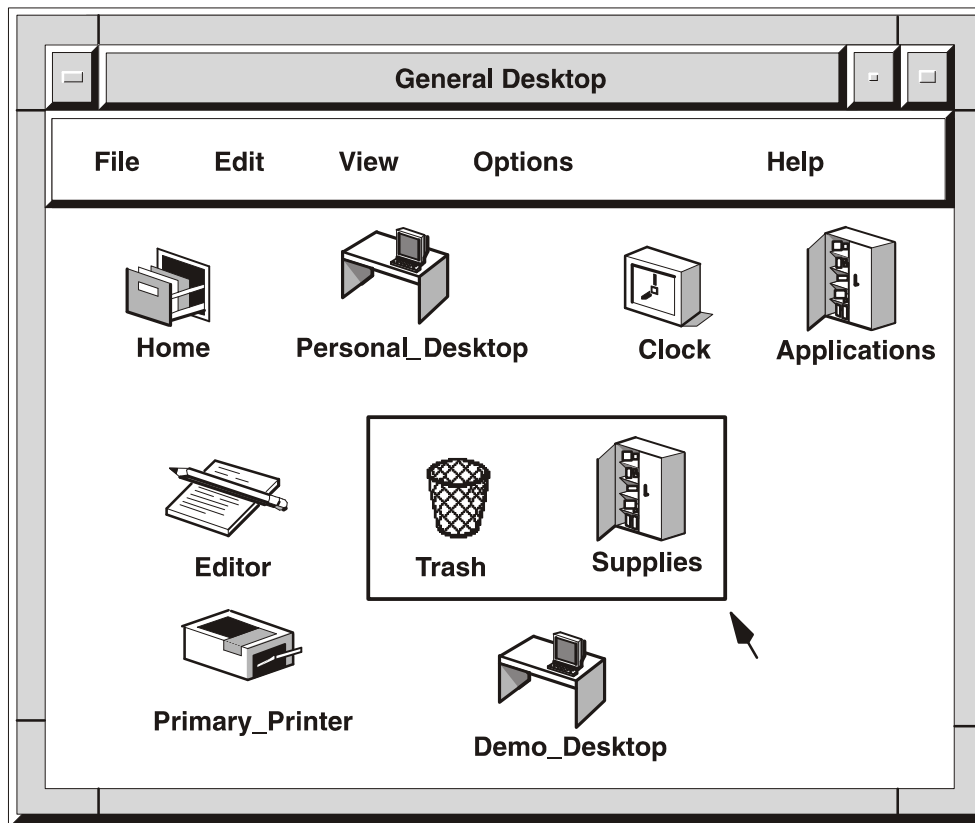 General Desktop
File Edit View Options Help
Home Personal_Desktop Clock Applications
Editor Trash Supplies
Primary_Printer
Demo_Desktop